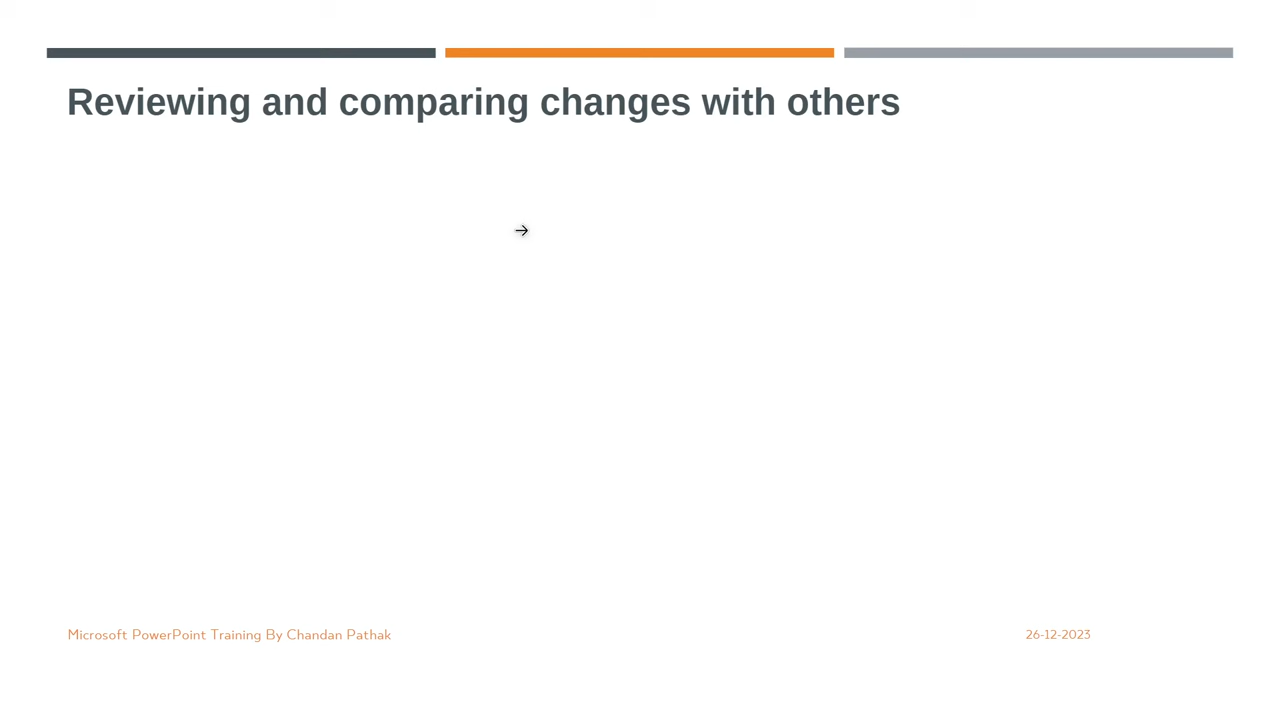 Reviewing and comparing changes with others
→
Microsoft PowerPoint Training By Chandan Pathak
26-12-2023